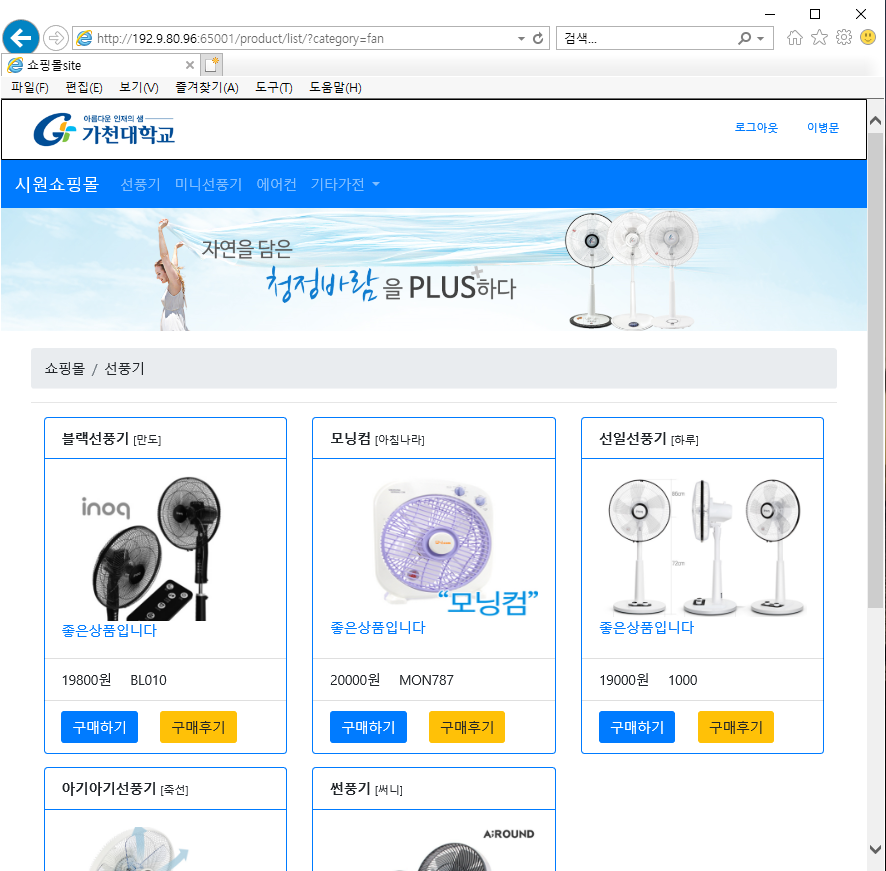 http://192.9.80.96:65001/product/list/?category=fan
검색...
쇼핑몰site
파일(F) 편집(E) 보기(V) 즐겨찾기(A) 도구(T) 도움말(H)
아름다운 인재의 샘
가천대학교
로그아웃 이병문
시원쇼핑몰 선풍기 미니선풍기 에어컨 기타가전
자연을 담은
청정바람을 PLUS+하다
쇼핑몰 / 선풍기
블랙선풍기 [만도]
inoq
좋은상품입니다
19800원 BL010
구매하기 구매후기
모닝컴 [아침나라]
“모닝컴”
좋은상품입니다
20000원 MON787
구매하기 구매후기
선일선풍기 [하루]
95cm
72cm
좋은상품입니다
19000원 1000
구매하기 구매후기
아기아기선풍기 [죽선]
썬풍기 [써니]
AiROUND